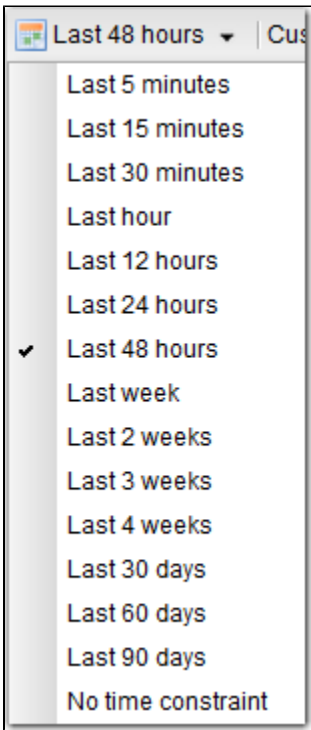 Last 48 hours Cus
Last 5 minutes
Last 15 minutes
Last 30 minutes
Last hour
Last 12 hours
Last 24 hours
Last 48 hours
Last week
Last 2 weeks
Last 3 weeks
Last 4 weeks
Last 30 days
Last 60 days
Last 90 days
No time constraint